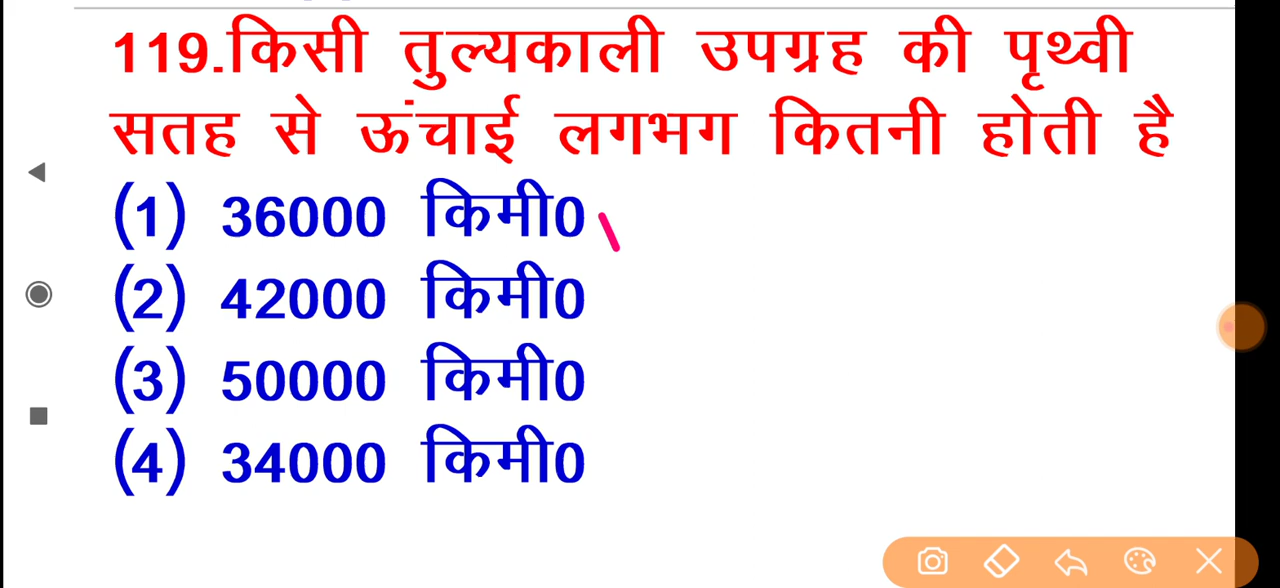 119.किसी तुल्यकाली उपग्रह की पृथ्वी
सतह से ऊंचाई लगभग कितनी होती है
(1) 36000 किमी0
(2) 42000 किमी0
(3) 50000 किमी0
(4) 34000 किमी0